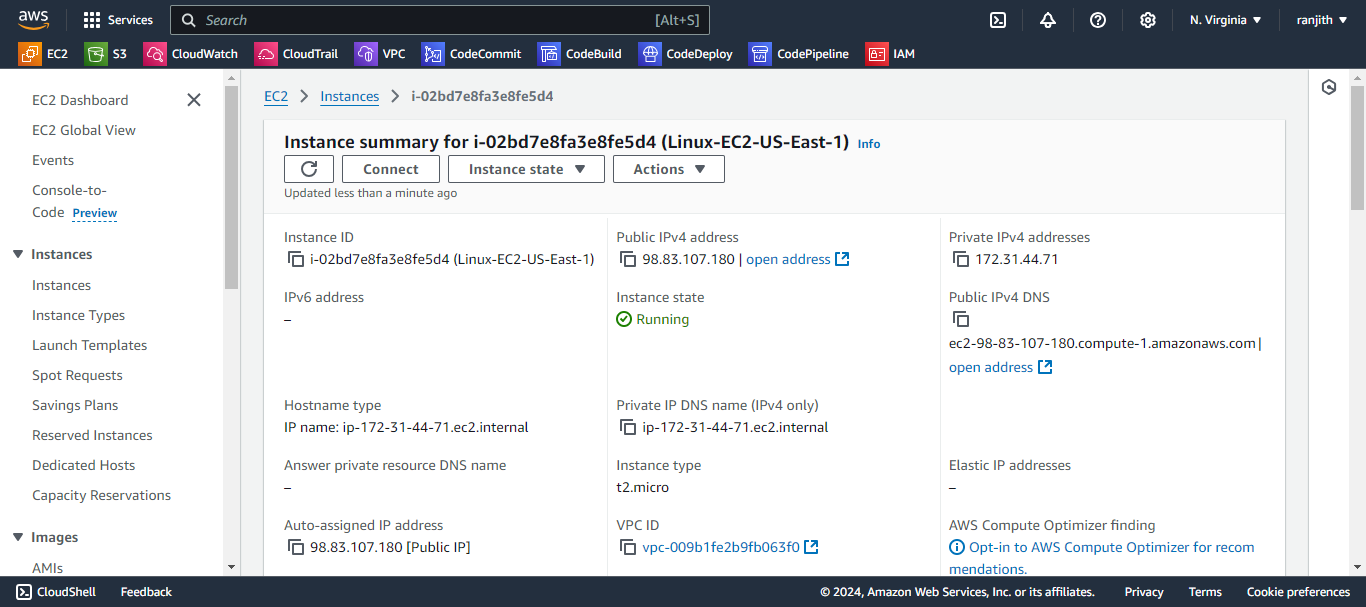 aws
Services
Search
[Alt+S]
N. Virginia
ranjith
EC2
S3
CloudWatch
CloudTrail
VPC
CodeCommit
CodeBuild
CodeDeploy
CodePipeline
IAM
EC2 Dashboard
EC2 Global View
Events
Console-to-
Code Preview
Instances
Instances
Instance Types
Launch Templates
Spot Requests
Savings Plans
Reserved Instances
Dedicated Hosts
Capacity Reservations
Images
AMIs
EC2 > Instances > i-02bd7e8fa3e8fe5d4
Instance summary for i-02bd7e8fa3e8fe5d4 (Linux-EC2-US-East-1) Info
Connect
Instance state
Actions
Updated less than a minute ago
Instance ID
i-02bd7e8fa3e8fe5d4 (Linux-EC2-US-East-1)
Public IPv4 address
98.83.107.180 | open address
Private IPv4 addresses
172.31.44.71
IPv6 address
–
Instance state
Running
Public IPv4 DNS
ec2-98-83-107-180.compute-1.amazonaws.com |
open address
Hostname type
IP name: ip-172-31-44-71.ec2.internal
Private IP DNS name (IPv4 only)
ip-172-31-44-71.ec2.internal
Answer private resource DNS name
–
Instance type
t2.micro
Elastic IP addresses
–
Auto-assigned IP address
98.83.107.180 [Public IP]
VPC ID
vpc-009b1fe2b9fb063f0
AWS Compute Optimizer finding
Opt-in to AWS Compute Optimizer for recom
mendations.
CloudShell
Feedback
© 2024, Amazon Web Services, Inc. or its affiliates.
Privacy
Terms
Cookie preferences